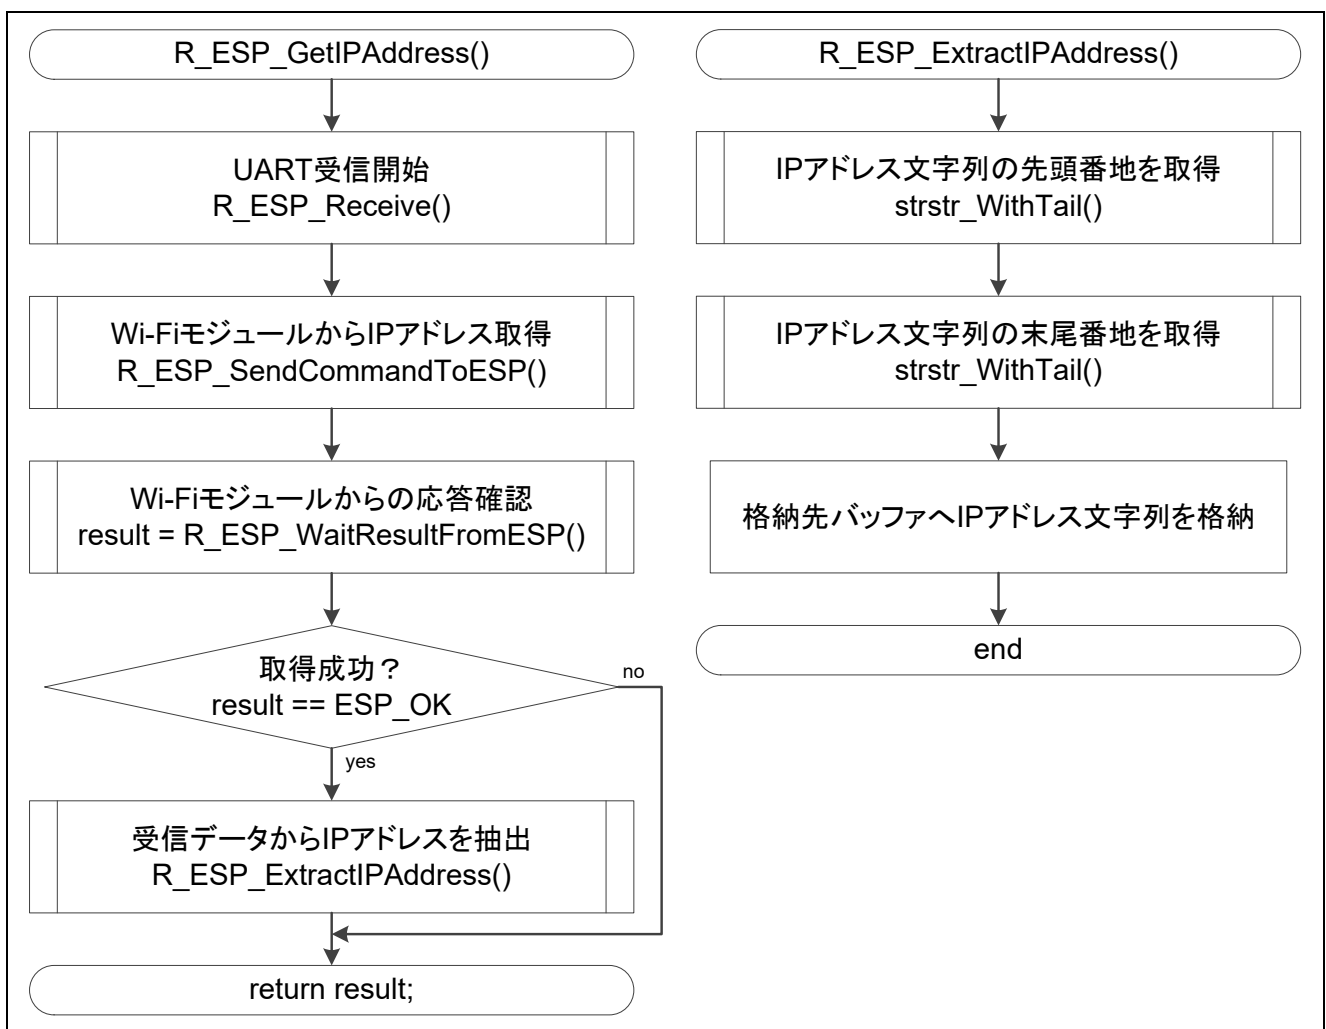 R_ESP_GetIPAddress()
UART受信開始
R_ESP_Receive()
Wi-FiモジュールからIPアドレス取得
R_ESP_SendCommandToESP()
Wi-Fiモジュールからの応答確認
result = R_ESP_WaitResultFromESP()
取得成功？
result == ESP_OK
no
yes
受信データからIPアドレスを抽出
R_ESP_ExtractIPAddress()
return result;
R_ESP_ExtractIPAddress()
IPアドレス文字列の先頭番地を取得
strstr_WithTail()
IPアドレス文字列の末尾番地を取得
strstr_WithTail()
格納先バッファへIPアドレス文字列を格納
end